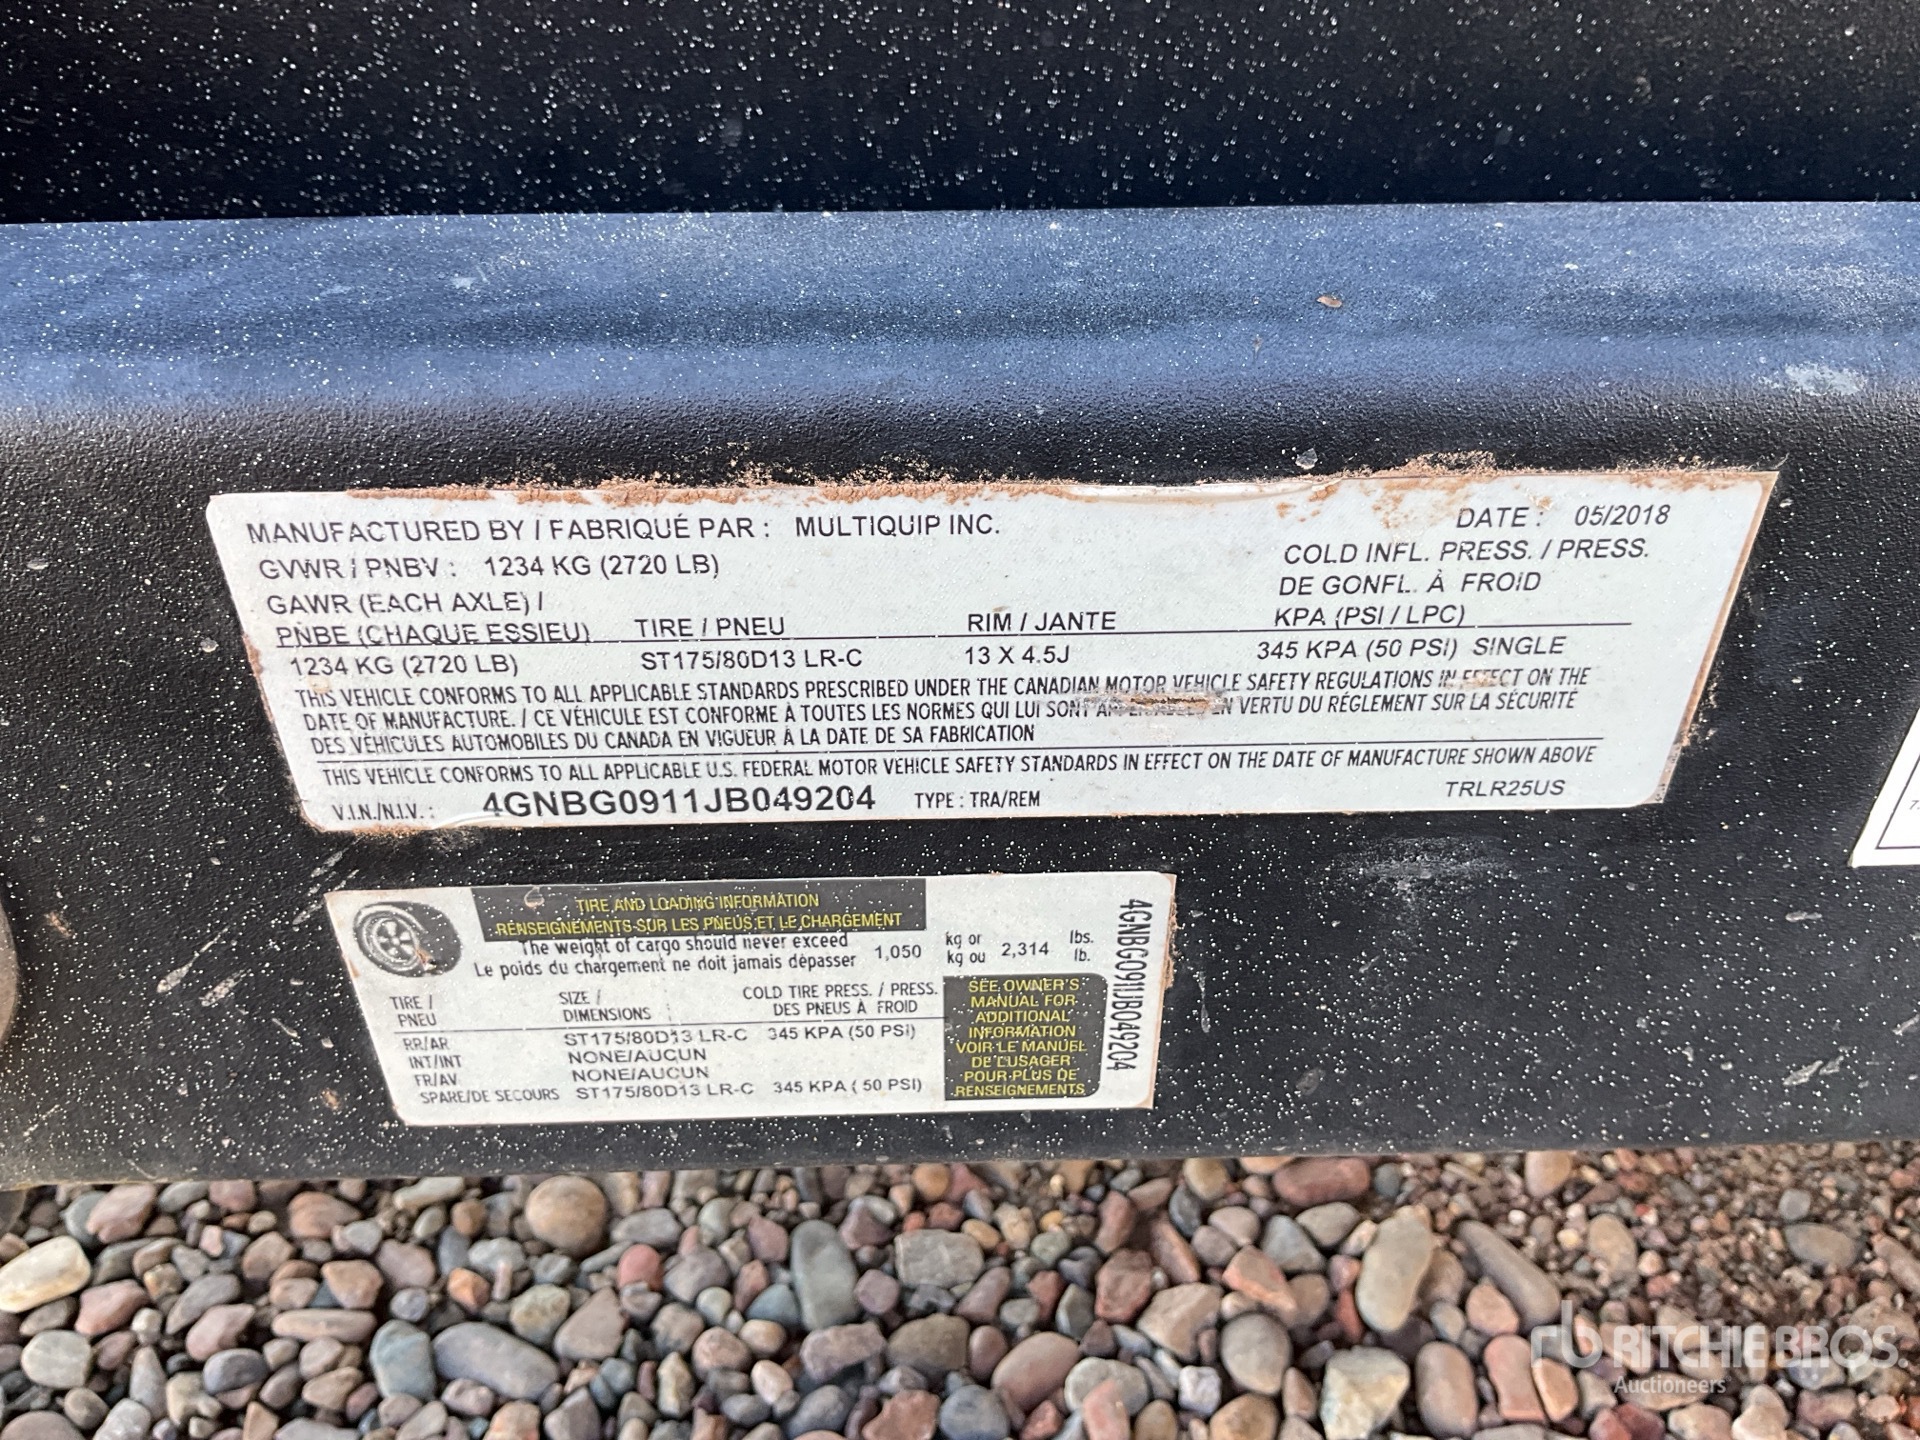 MANUFACTURED BY / FABRIQUÉ PAR : MULTIQUIP INC. DATE : 05/2018
GVWR / PNBV : 1234 KG (2720 LB) COLD INFL. PRESS. / PRESS.
GAWR (EACH AXLE) / DE GONFL. À FROID
PNBE (CHAQUE ESSIEU) TIRE / PNEU RIM / JANTE KPA (PSI / LPC)
1234 KG (2720 LB) ST175/80D13 LR-C 13 X 4.5J 345 KPA (50 PSI) SINGLE
THIS VEHICLE CONFORMS TO ALL APPLICABLE STANDARDS PRESCRIBED UNDER THE CANADIAN MOTOR VEHICLE SAFETY REGULATIONS IN EFFECT ON THE
DATE OF MANUFACTURE. / CE VÉHICULE EST CONFORME À TOUTES LES NORMES QUI LUI SONT EN VERTU DU RÉGLEMENT SUR LA SÉCURITÉ
DES VÉHICULES AUTOMOBILES DU CANADA EN VIGUEUR À LA DATE DE SA FABRICATION
THIS VEHICLE CONFORMS TO ALL APPLICABLE U.S. FEDERAL MOTOR VEHICLE SAFETY STANDARDS IN EFFECT ON THE DATE OF MANUFACTURE SHOWN ABOVE
V.I.N./N.I.V. : 4GNBG0911JB049204 TYPE : TRA/REM TRLR25US
TIRE AND LOADING INFORMATION
RENSEIGNEMENTS SUR LES PNEUS ET LE CHARGEMENT
The weight of cargo should never exceed 1,050 kg or 2,314 lbs.
Le poids du chargement ne doit jamais dépasser kg ou lb.
TIRE / SIZE / COLD TIRE PRESS. / PRESS.
PNEU DIMENSIONS DES PNEUS À FROID
RR/AR ST175/80D13 LR-C 345 KPA (50 PSI)
INT/INT NONE/AUCUN
FR/AV NONE/AUCUN
SPARE/DE SECOURS ST175/80D13 LR-C 345 KPA ( 50 PSI)
SEE OWNER'S
MANUAL FOR
ADDITIONAL
INFORMATION
VOIR LE MANUEL
DE L'USAGER
POUR PLUS DE
RENSEIGNEMENTS
4GNBG0911JB049204
7
rb RITCHIE BROS.
Auctioneers